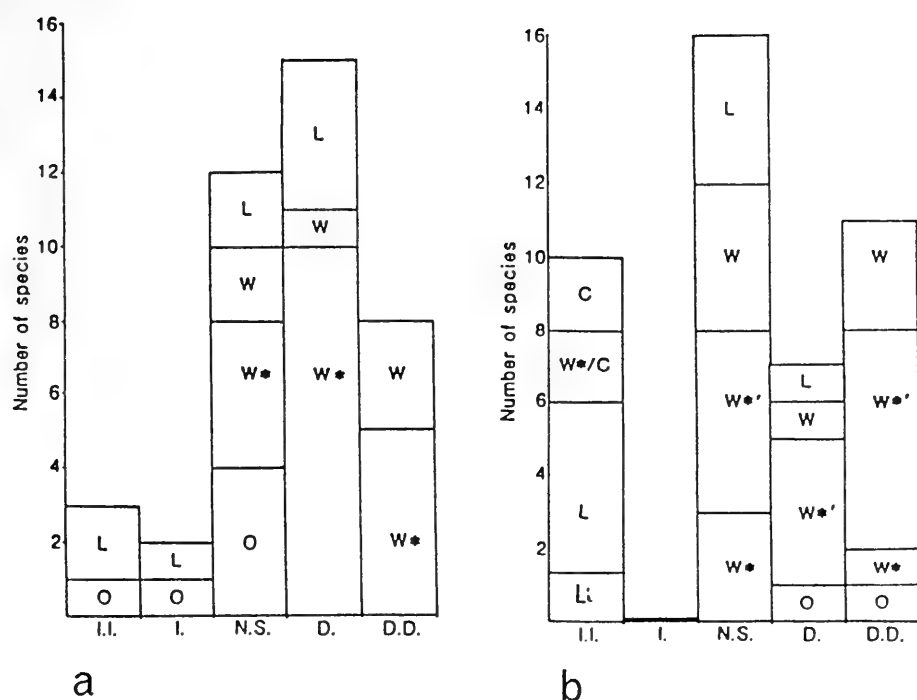 16
14
12
10
8
6
4
2
Number of species
L
O
L
O
L
W
W*
O
L
W
W*
W
W*
I.I. I. N.S. D. D.D.
a
16
14
12
10
8
6
4
2
Number of species
C
W*/C
L
Li
L
W
W*'
W*
L
W
W*'
O
W
W*'
W*
O
I.I. I. N.S. D. D.D.
b